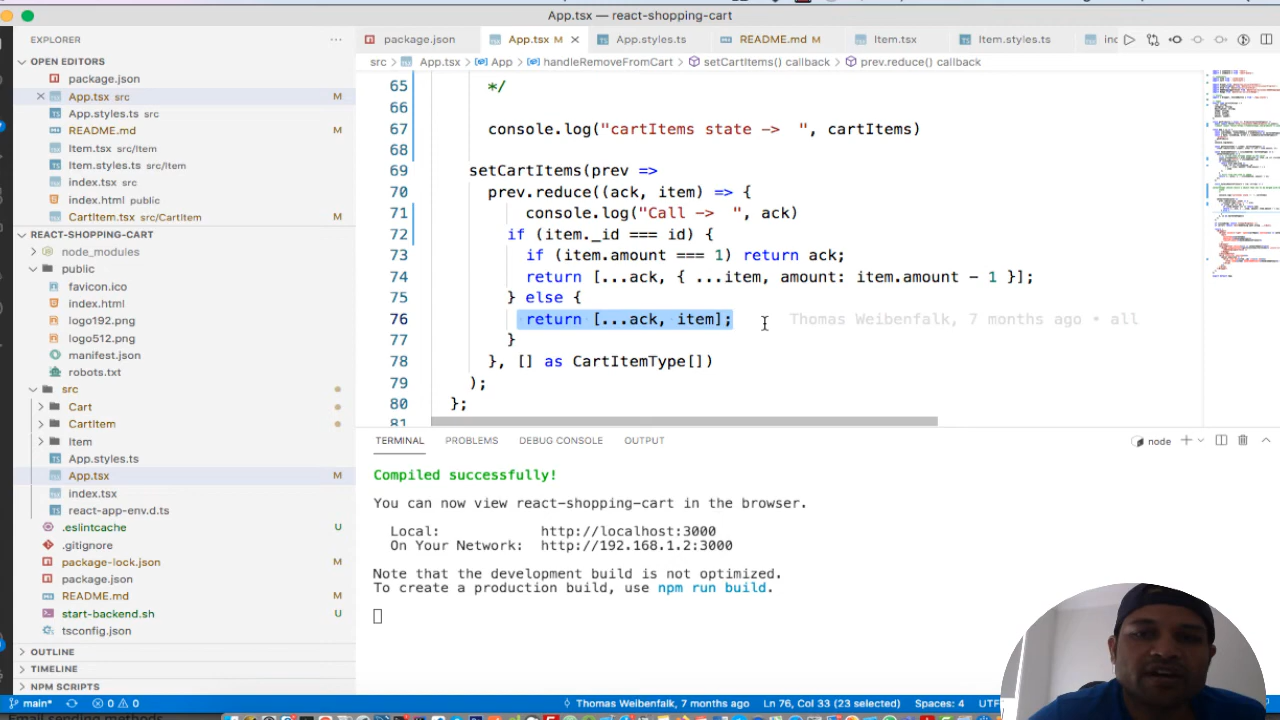 App.tsx — react-shopping-cart
EXPLORER
OPEN EDITORS
package.json
App.tsx src M
App.styles.ts src
README.md M
Item.tsx src/Item
Item.styles.ts src/Item
index.tsx src
index.html public
CartItem.tsx src/CartItem M
REACT-SHOPPING-CART
node_modules
public
favicon.ico
index.html
logo192.png
logo512.png
manifest.json
robots.txt
src
Cart
CartItem
Item
App.styles.ts
App.tsx M
index.tsx
react-app-env.d.ts
.eslintcache U
.gitignore
package-lock.json M
package.json
README.md M
start-backend.sh U
tsconfig.json
OUTLINE
TIMELINE
NPM SCRIPTS
package.json App.tsx M App.styles.ts README.md M Item.tsx Item.styles.ts
src App.tsx App handleRemoveFromCart setCartItems() callback prev.reduce() callback
65 */
66
67 console.log("cartItems state -> ", cartItems)
68
69 setCartItems(prev =>
70 prev.reduce((ack, item) => {
71 console.log("Call -> ", ack)
72 if (item._id === id) {
73 if (item.amount === 1) return ack;
74 return [...ack, { ...item, amount: item.amount - 1 }];
75 } else {
76 return [...ack, item]; Thomas Weibenfalk, 7 months ago • all
77 }
78 }, [] as CartItemType[])
79 );
80 };
81
TERMINAL PROBLEMS DEBUG CONSOLE OUTPUT node
Compiled successfully!
You can now view react-shopping-cart in the browser.
Local: http://localhost:3000
On Your Network: http://192.168.1.2:3000
Note that the development build is not optimized.
To create a production build, use npm run build.
main* 0 0 Thomas Weibenfalk, 7 months ago Ln 76, Col 33 (23 selected) Spaces: 4